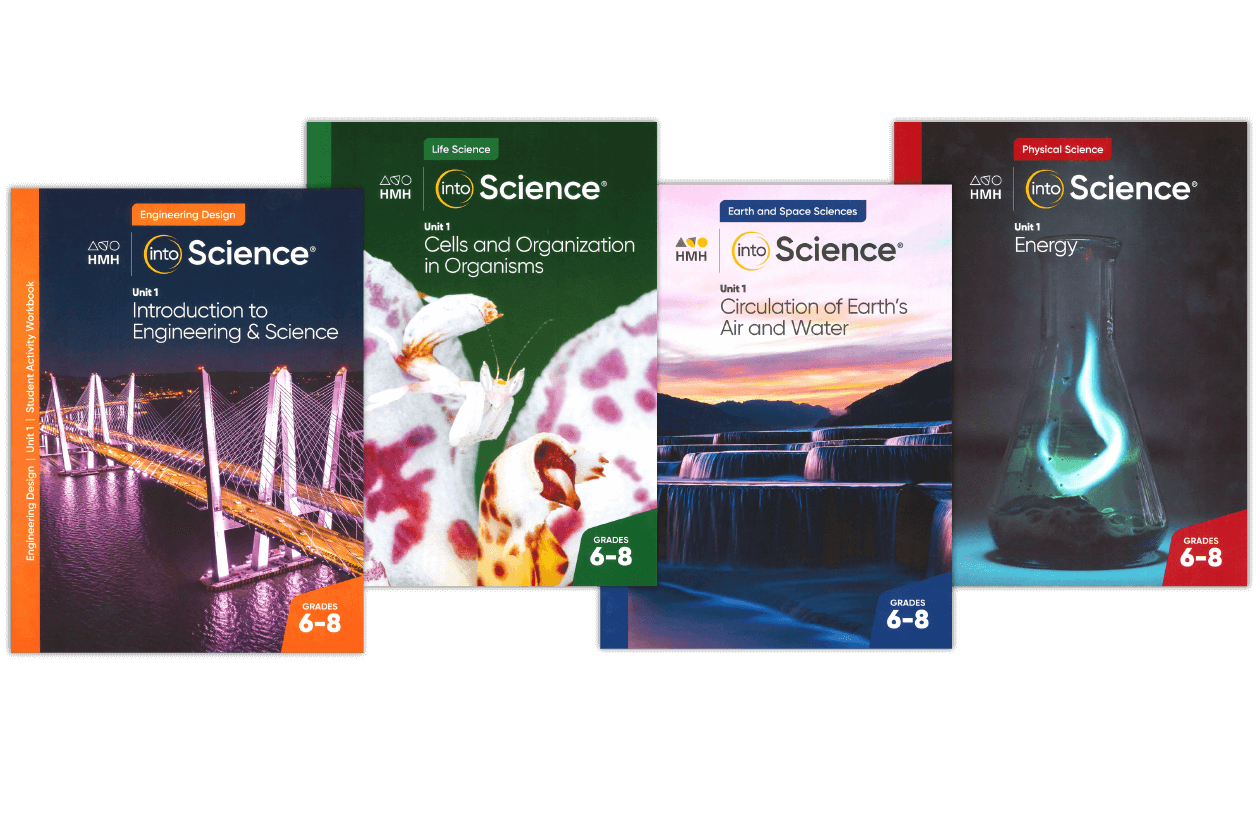 Engineering Design
HMH
into Science®
Unit 1
Introduction to
Engineering & Science
Engineering Design | Unit 1 | Student Activity Workbook
GRADES
6-8
Life Science
HMH
into Science®
Unit 1
Cells and Organization
in Organisms
GRADES
6-8
Earth and Space Sciences
HMH
into Science®
Unit 1
Circulation of Earth's
Air and Water
GRADES
6-8
Physical Science
HMH
into Science®
Unit 1
Energy
GRADES
6-8